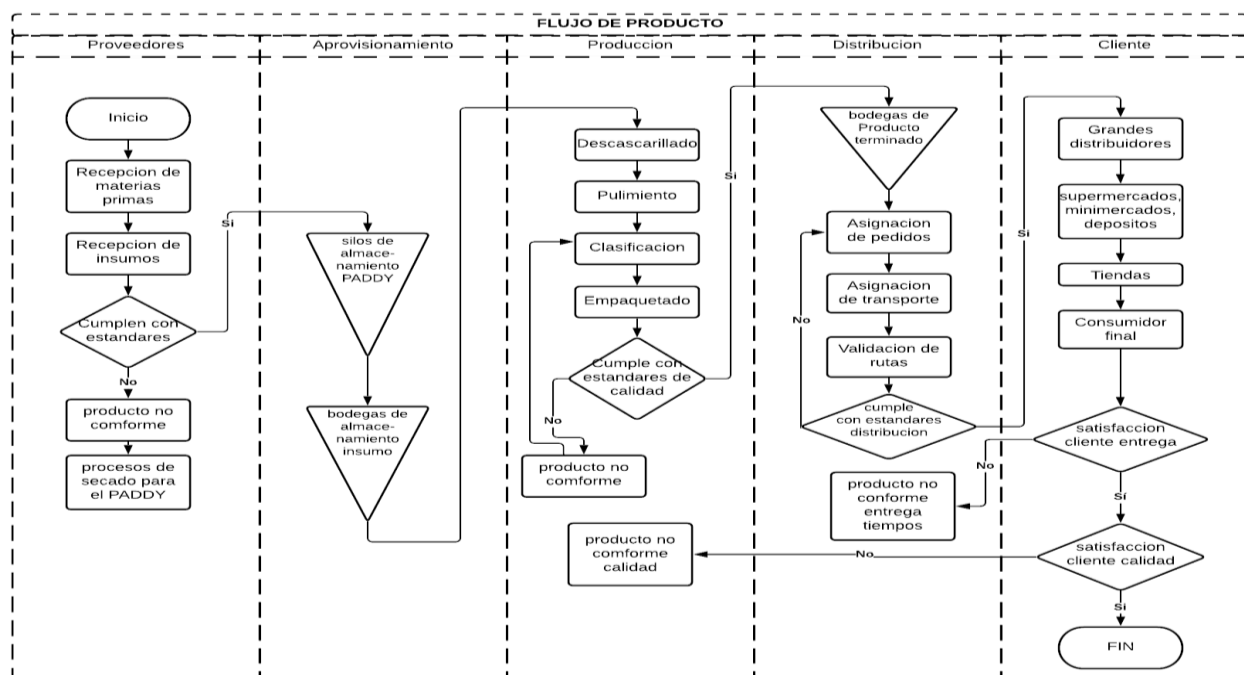 FLUJO DE PRODUCTO
Proveedores
Aprovisionamiento
Produccion
Distribucion
Cliente
Inicio
Recepcion de
materias
primas
Recepcion de
insumos
Cumplen con
estandares
Si
No
producto no
comforme
procesos de
secado para
el PADDY
silos de
almace-
namiento
PADDY
bodegas de
almace-
namiento
insumo
Descascarillado
Pulimiento
Clasificacion
Empaquetado
Cumple con
estandares de
calidad
Si
No
producto no
comforme
producto no
comforme
calidad
bodegas de
Producto
terminado
Asignacion
de pedidos
Asignacion
de transporte
Validacion de
rutas
cumple
con estandares
distribucion
No
Si
producto no
conforme
entrega
tiempos
Grandes
distribuidores
supermercados,
minimercados,
depositos
Tiendas
Consumidor
final
satisfaccion
cliente entrega
No
Sí
satisfaccion
cliente calidad
No
Si
FIN